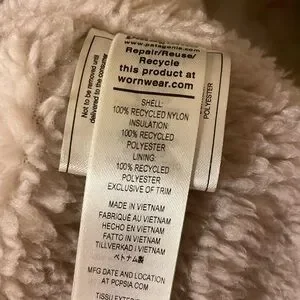 www.patagonia.
Repair/Reuse/
Recycle
this product at
wornwear.com
SHELL:
100% RECYCLED NYLON
INSULATION:
100% RECYCLED
POLYESTER
LINING:
100% RECYCLED
POLYESTER
EXCLUSIVE OF TRIM
MADE IN VIETNAM
FABRIQUÉ AU VIETNAM
HECHO EN VIETNAM
FATTO IN VIETNAM
TILLVERKAD I VIETNAM
ベトナム製
MFG DATE AND LOCATION
AT PCPSIA.COM
TISSU EXTER
Not to be removed until
delivered to the consumer
POLYESTER